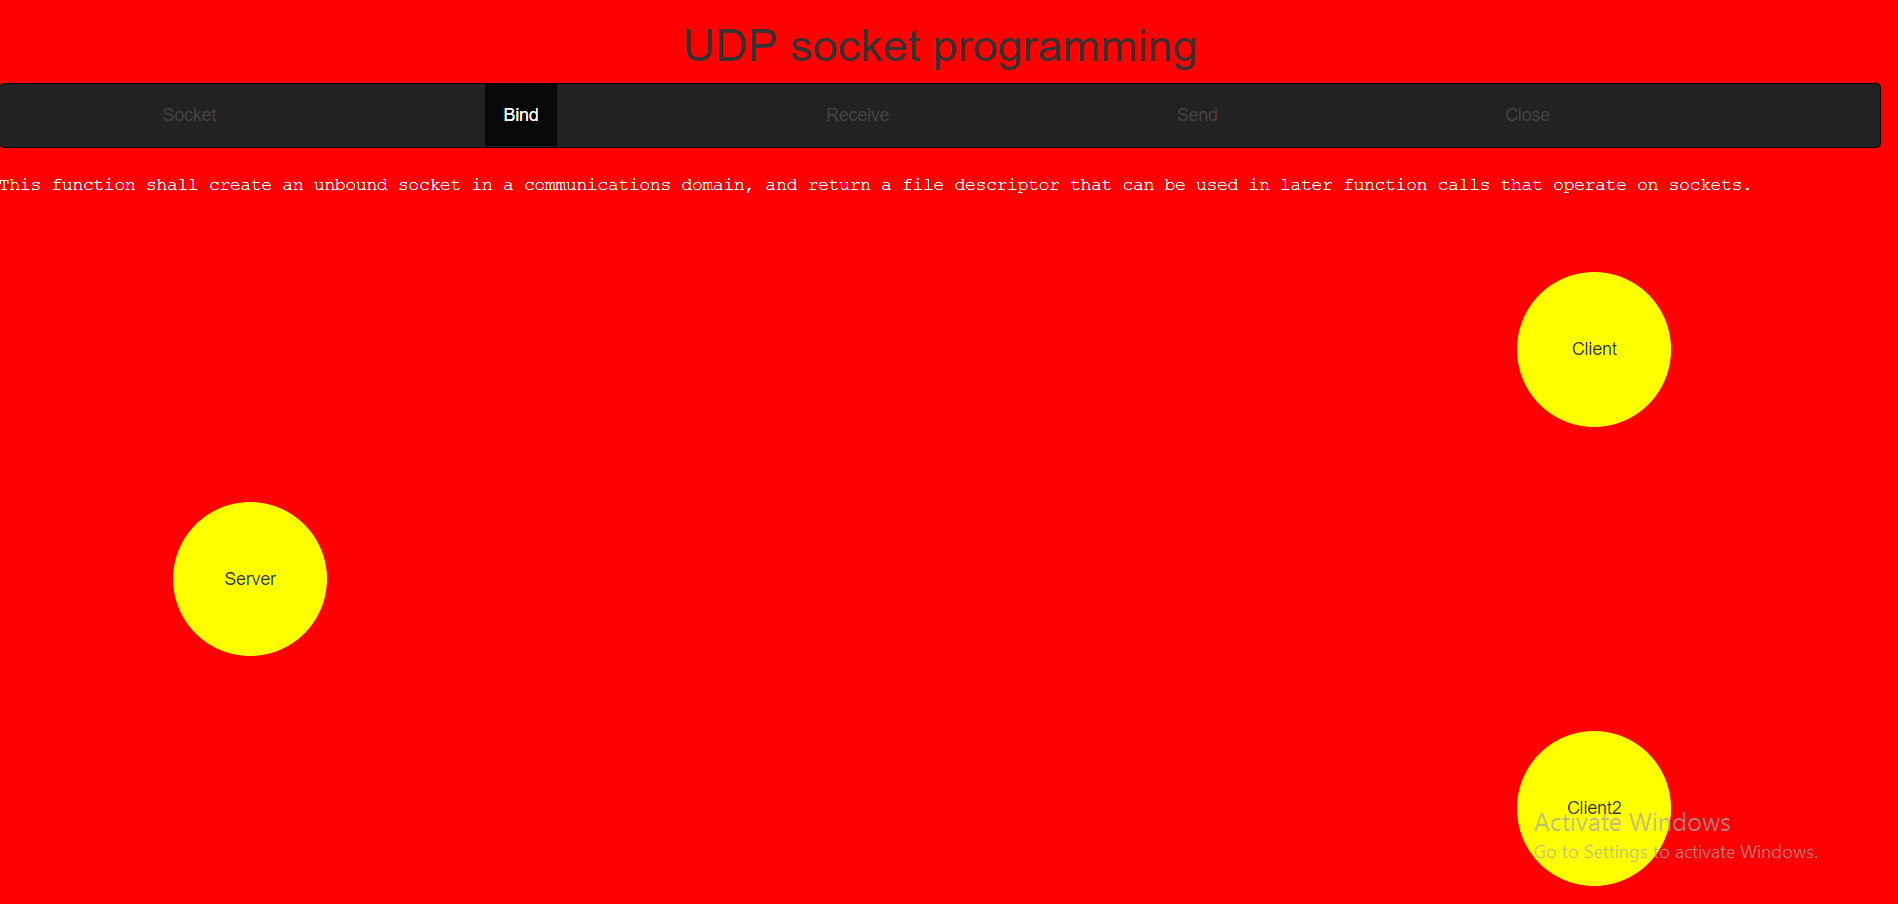 UDP socket programming
Socket Bind Receive Send Close
This function shall create an unbound socket in a communications domain, and return a file descriptor that can be used in later function calls that operate on sockets.
Client
Server
Client2
Activate Windows
Go to Settings to activate Windows.